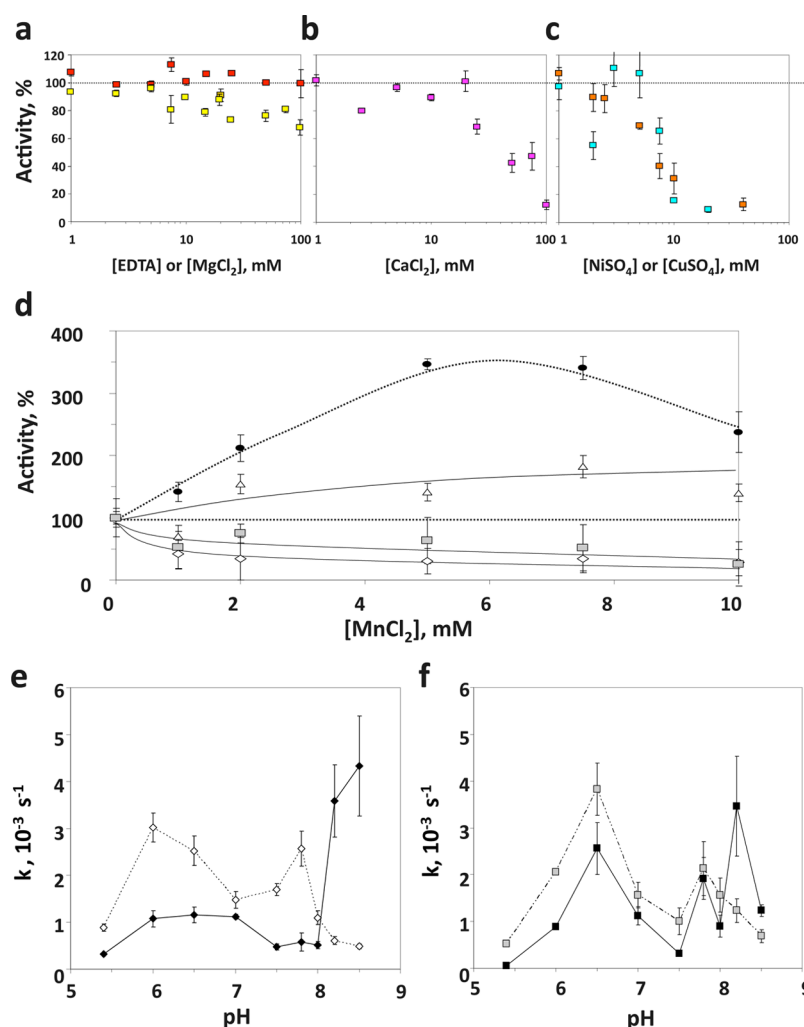 a b c
120
100
80
60
40
20
0
Activity, %
1 10 100
1 10 100
1 10 100
[EDTA] or [MgCl2], mM [CaCl2], mM [NiSO4] or [CuSO4], mM
d
400
300
200
100
0
Activity, %
0 2 4 6 8 10
[MnCl2], mM
e f
6
5
4
3
2
1
0
k, 10⁻³ s⁻¹
5 6 7 8 9
pH
6
5
4
3
2
1
0
k, 10⁻³ s⁻¹
5 6 7 8 9
pH